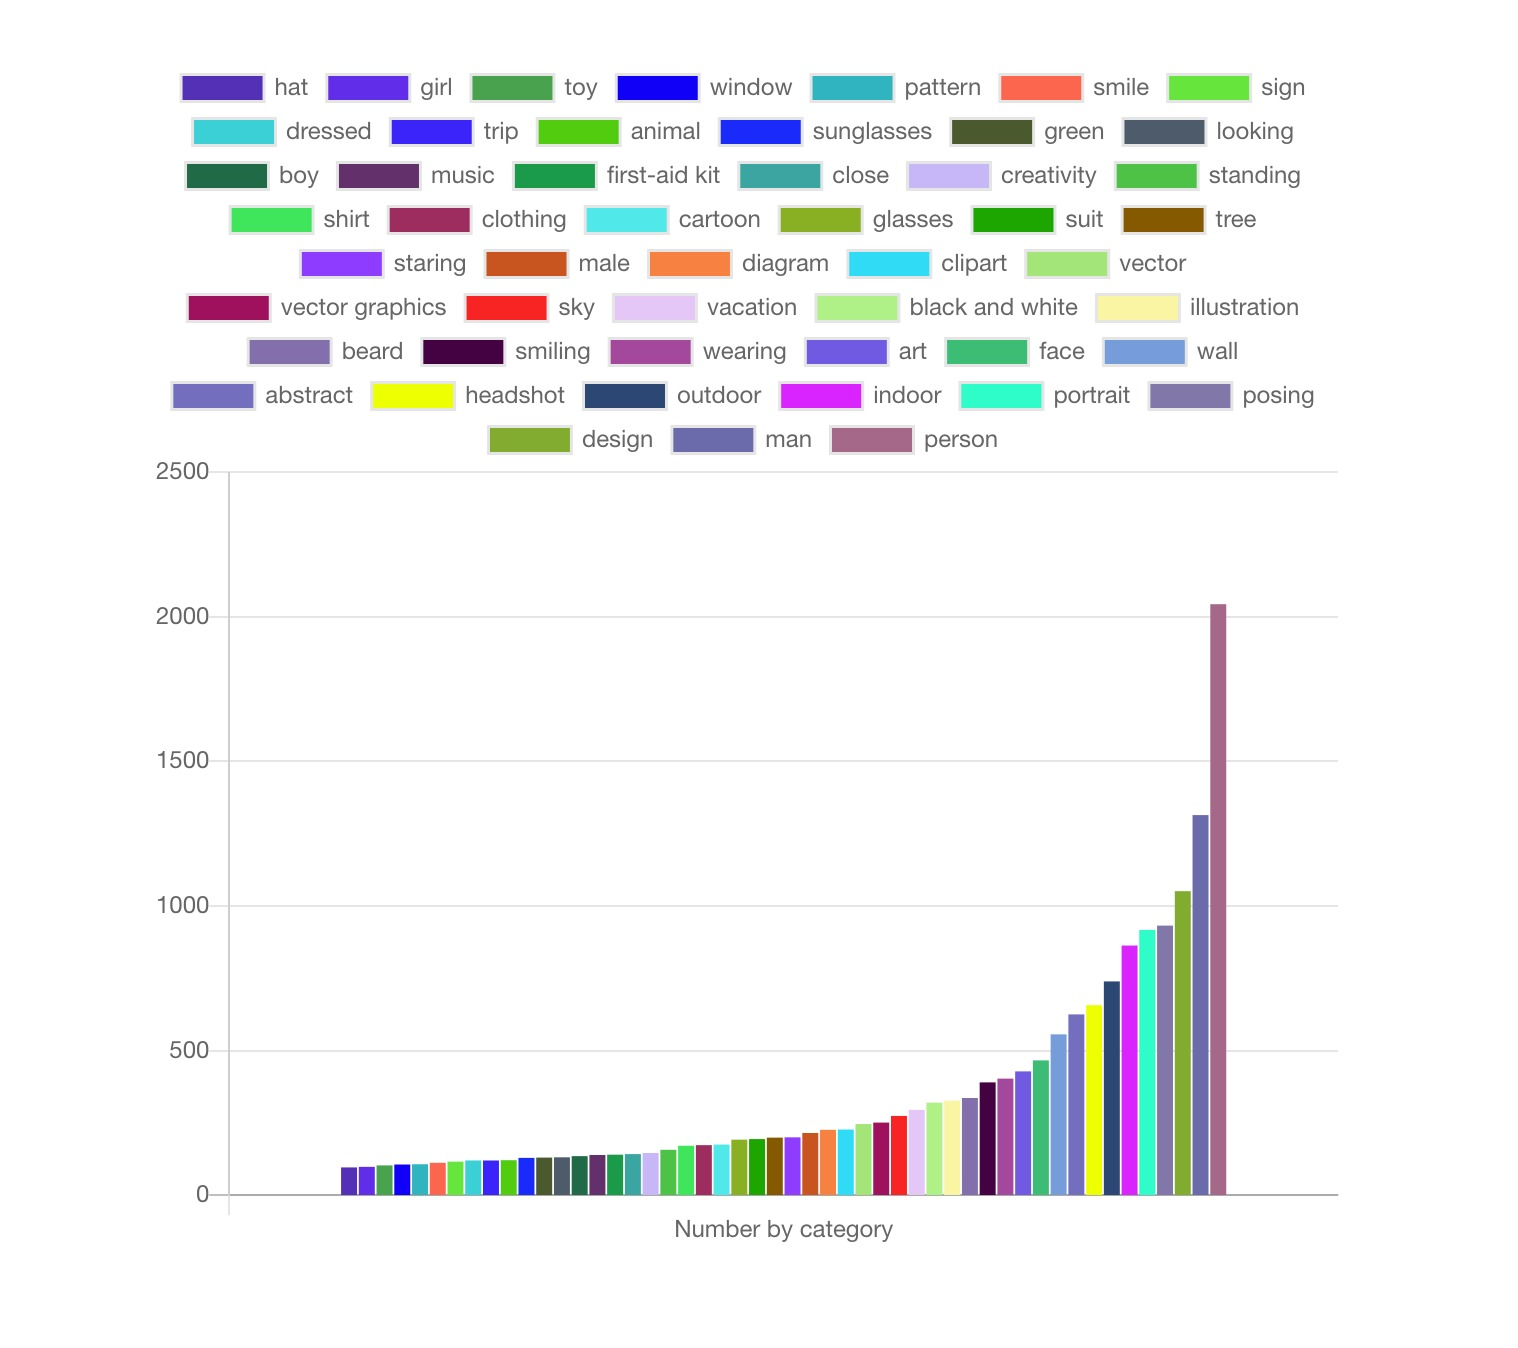 hat girl toy window pattern smile sign
dressed trip animal sunglasses green looking
boy music first-aid kit close creativity standing
shirt clothing cartoon glasses suit tree
staring male diagram clipart vector
vector graphics sky vacation black and white illustration
beard smiling wearing art face wall
abstract headshot outdoor indoor portrait posing
design man person
2500
2000
1500
1000
500
0
Number by category